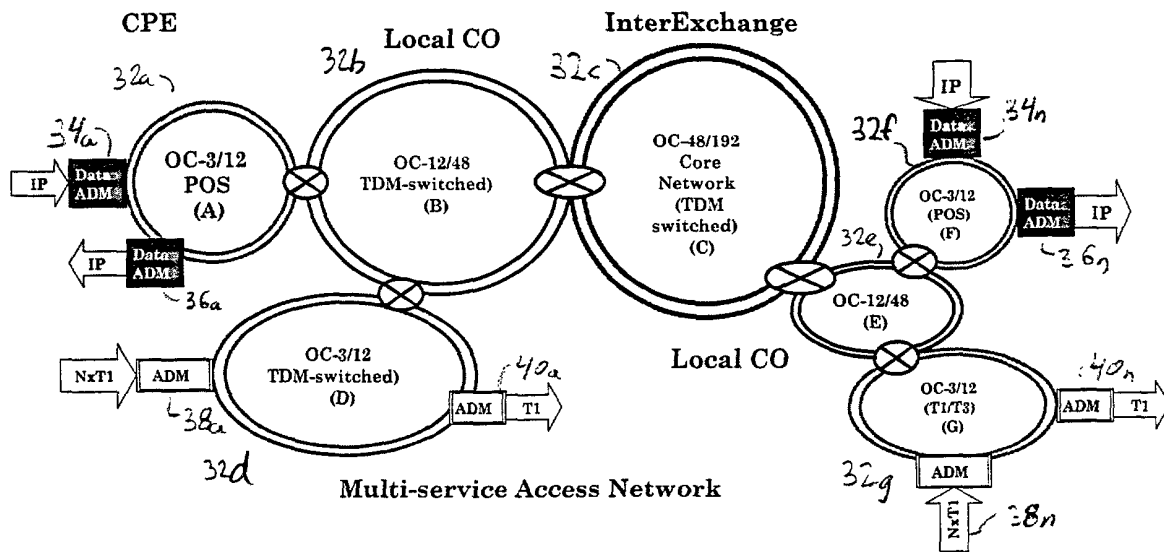 CPE
Local CO
InterExchange
32a
32b
32c
34a
IP
Data
ADM
OC-3/12
POS
(A)
OC-12/48
TDM-switched)
(B)
OC-48/192
Core
Network
(TDM
switched)
(C)
IP
Data
ADM
34n
32f
OC-3/12
(POS)
(F)
Data
ADM
IP
36n
IP
Data
ADM
36a
32e
OC-12/48
(E)
Local CO
NxT1
ADM
38a
OC-3/12
TDM-switched)
(D)
40a
ADM
T1
32d
OC-3/12
(T1/T3)
(G)
40n
ADM
T1
32g
ADM
NxT1
38n
Multi-service Access Network